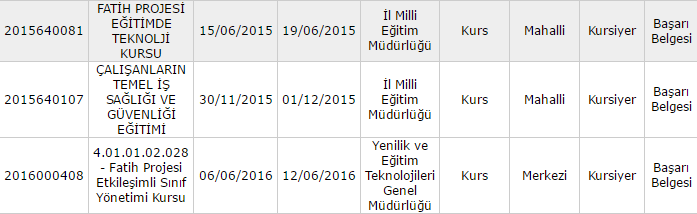 2015640081 FATİH PROJESİ EĞİTİMDE TEKNOLJİ KURSU 15/06/2015 19/06/2015 İl Milli Eğitim Müdürlüğü Kurs Mahalli Kursiyer Başarı Belgesi
2015640107 ÇALIŞANLARIN TEMEL İŞ SAĞLIĞI VE GÜVENLİĞİ EĞİTİMİ 30/11/2015 01/12/2015 İl Milli Eğitim Müdürlüğü Kurs Mahalli Kursiyer Başarı Belgesi
2016000408 4.01.01.02.028 - Fatih Projesi Etkileşimli Sınıf Yönetimi Kursu 06/06/2016 12/06/2016 Yenilik ve Eğitim Teknolojileri Genel Müdürlüğü Kurs Merkezi Kursiyer Başarı Belgesi